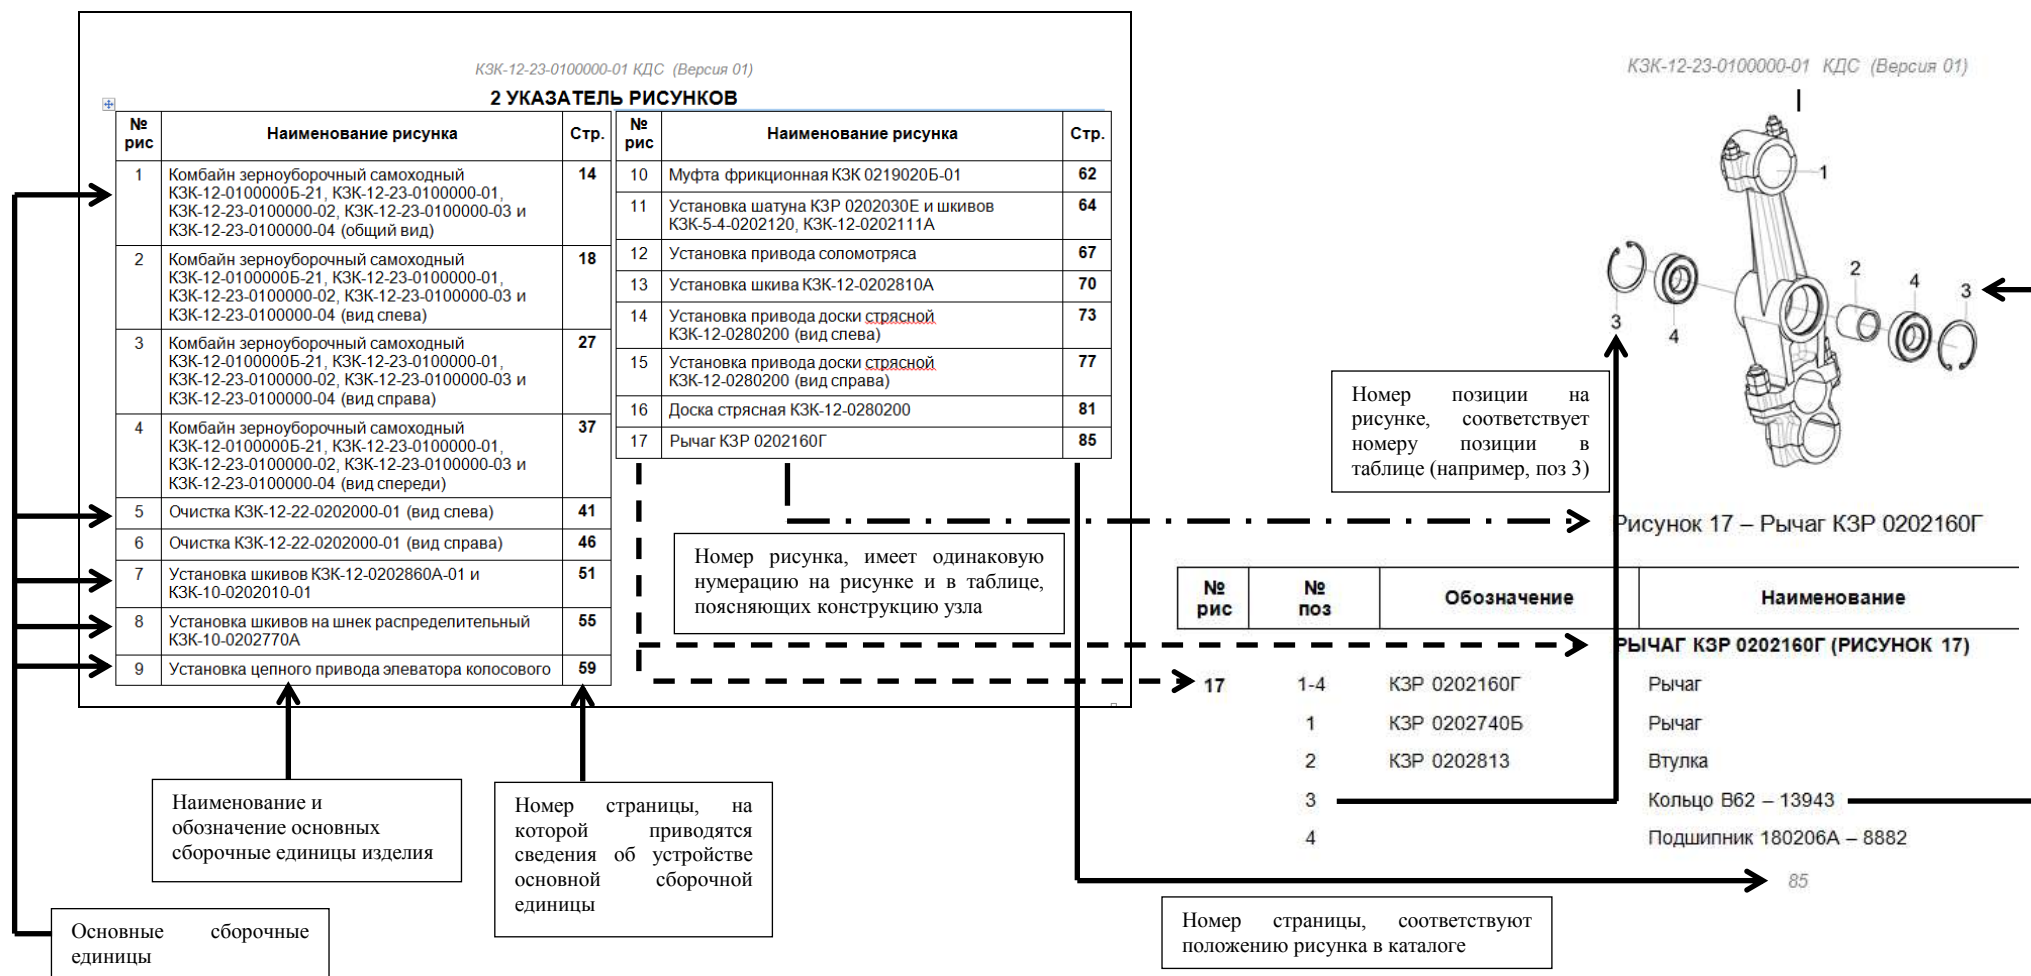 КЗК-12-23-0100000-01 КДС (Версия 01)
2 УКАЗАТЕЛЬ РИСУНКОВ
№ рис
Наименование рисунка
Стр.
1
Комбайн зерноуборочный самоходный
КЗК-12-0100000Б-21, КЗК-12-23-0100000-01,
КЗК-12-23-0100000-02, КЗК-12-23-0100000-03 и
КЗК-12-23-0100000-04 (общий вид)
14
2
Комбайн зерноуборочный самоходный
КЗК-12-0100000Б-21, КЗК-12-23-0100000-01,
КЗК-12-23-0100000-02, КЗК-12-23-0100000-03 и
КЗК-12-23-0100000-04 (вид слева)
18
3
Комбайн зерноуборочный самоходный
КЗК-12-0100000Б-21, КЗК-12-23-0100000-01,
КЗК-12-23-0100000-02, КЗК-12-23-0100000-03 и
КЗК-12-23-0100000-04 (вид справа)
27
4
Комбайн зерноуборочный самоходный
КЗК-12-0100000Б-21, КЗК-12-23-0100000-01,
КЗК-12-23-0100000-02, КЗК-12-23-0100000-03 и
КЗК-12-23-0100000-04 (вид спереди)
37
5
Очистка КЗК-12-22-0202000-01 (вид слева)
41
6
Очистка КЗК-12-22-0202000-01 (вид справа)
46
7
Установка шкивов КЗК-12-0202860А-01 и
КЗК-10-0202010-01
51
8
Установка шкивов на шнек распределительный
КЗК-10-0202770А
55
9
Установка цепного привода элеватора колосового
59
№ рис
Наименование рисунка
Стр.
10
Муфта фрикционная КЗК 0219020Б-01
62
11
Установка шатуна КЗР 0202030Е и шкивов
КЗК-5-4-0202120, КЗК-12-0202111А
64
12
Установка привода соломотряса
67
13
Установка шкива КЗК-12-0202810А
70
14
Установка привода доски стрясной
КЗК-12-0280200 (вид слева)
73
15
Установка привода доски стрясной
КЗК-12-0280200 (вид справа)
77
16
Доска стрясная КЗК-12-0280200
81
17
Рычаг КЗР 0202160Г
85
Номер рисунка, имеет одинаковую
нумерацию на рисунке и в таблице,
поясняющих конструкцию узла
Наименование и
обозначение основных
сборочные единицы изделия
Номер страницы, на
которой приводятся
сведения об устройстве
основной сборочной
единицы
Основные сборочные
единицы
КЗК-12-23-0100000-01 КДС (Версия 01)
1
2
4
3
3
4
Номер позиции на
рисунке, соответствует
номеру позиции в
таблице (например, поз 3)
Рисунок 17 – Рычаг КЗР 0202160Г
№ рис
№ поз
Обозначение
Наименование
РЫЧАГ КЗР 0202160Г (РИСУНОК 17)
17
1-4
КЗР 0202160Г
Рычаг
1
КЗР 0202740Б
Рычаг
2
КЗР 0202813
Втулка
3
Кольцо В62 – 13943
4
Подшипник 180206А – 8882
85
Номер страницы, соответствуют
положению рисунка в каталоге